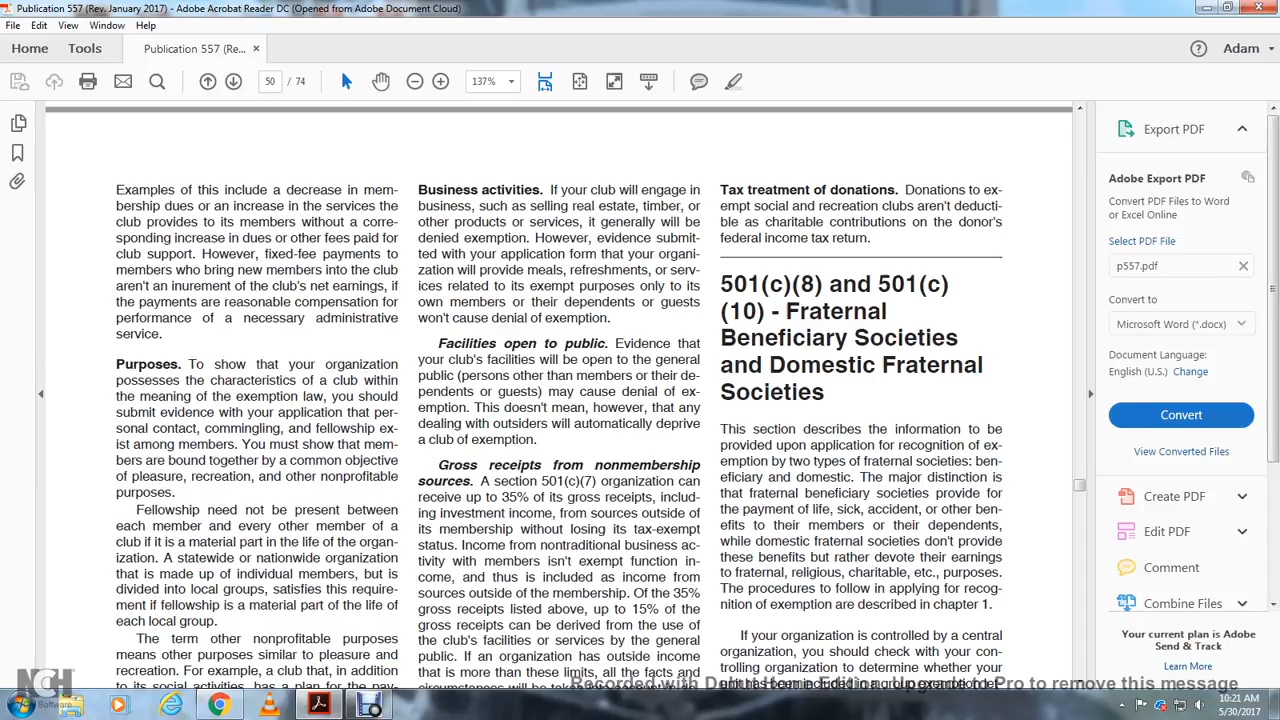 Publication 557 (Rev. January 2017) - Adobe Acrobat Reader DC (Opened from Adobe Document Cloud)
File Edit View Window Help
Home Tools Publication 557 (Re... × Adam
50 / 74 137%
Examples of this include a decrease in mem-
bership dues or an increase in the services the
club provides to its members without a corre-
sponding increase in dues or other fees paid for
club support. However, fixed-fee payments to
members who bring new members into the club
aren't an inurement of the club's net earnings, if
the payments are reasonable compensation for
performance of a necessary administrative
service.
Purposes. To show that your organization
possesses the characteristics of a club within
the meaning of the exemption law, you should
submit evidence with your application that per-
sonal contact, commingling, and fellowship ex-
ist among members. You must show that mem-
bers are bound together by a common objective
of pleasure, recreation, and other nonprofitable
purposes.
Fellowship need not be present between
each member and every other member of a
club if it is a material part in the life of the organ-
ization. A statewide or nationwide organization
that is made up of individual members, but is
divided into local groups, satisfies this require-
ment if fellowship is a material part of the life of
each local group.
The term other nonprofitable purposes
means other purposes similar to pleasure and
recreation. For example, a club that, in addition
to its social activities, has a plan for the pay-
Business activities. If your club will engage in
business, such as selling real estate, timber, or
other products or services, it generally will be
denied exemption. However, evidence submit-
ted with your application form that your organi-
zation will provide meals, refreshments, or serv-
ices related to its exempt purposes only to its
own members or their dependents or guests
won't cause denial of exemption.
Facilities open to public. Evidence that
your club's facilities will be open to the general
public (persons other than members or their de-
pendents or guests) may cause denial of ex-
emption. This doesn't mean, however, that any
dealing with outsiders will automatically deprive
a club of exemption.
Gross receipts from nonmembership
sources. A section 501(c)(7) organization can
receive up to 35% of its gross receipts, includ-
ing investment income, from sources outside of
its membership without losing its tax-exempt
status. Income from nontraditional business ac-
tivity with members isn't exempt function in-
come, and thus is included as income from
sources outside of the membership. Of the 35%
gross receipts listed above, up to 15% of the
gross receipts can be derived from the use of
the club's facilities or services by the general
public. If an organization has outside income
that is more than these limits, all the facts and
circumstances will be
Tax treatment of donations. Donations to ex-
empt social and recreation clubs aren't deducti-
ble as charitable contributions on the donor's
federal income tax return.
501(c)(8) and 501(c)
(10) - Fraternal
Beneficiary Societies
and Domestic Fraternal
Societies
This section describes the information to be
provided upon application for recognition of ex-
emption by two types of fraternal societies: ben-
eficiary and domestic. The major distinction is
that fraternal beneficiary societies provide for
the payment of life, sick, accident, or other ben-
efits to their members or their dependents,
while domestic fraternal societies don't provide
these benefits but rather devote their earnings
to fraternal, religious, charitable, etc., purposes.
The procedures to follow in applying for recog-
nition of exemption are described in chapter 1.
If your organization is controlled by a central
organization, you should check with your con-
trolling organization to determine whether your
Export PDF
Adobe Export PDF
Convert PDF Files to Word
or Excel Online
Select PDF File
p557.pdf
Convert to
Microsoft Word (*.docx)
Document Language:
English (U.S.) Change
Convert
View Converted Files
Create PDF
Edit PDF
Comment
Combine Files
Your current plan is Adobe
Send & Track
Learn More
NCH
Software
Recorded with Home Edition. Upgrade to Pro to remove this message
10:21 AM
5/30/2017